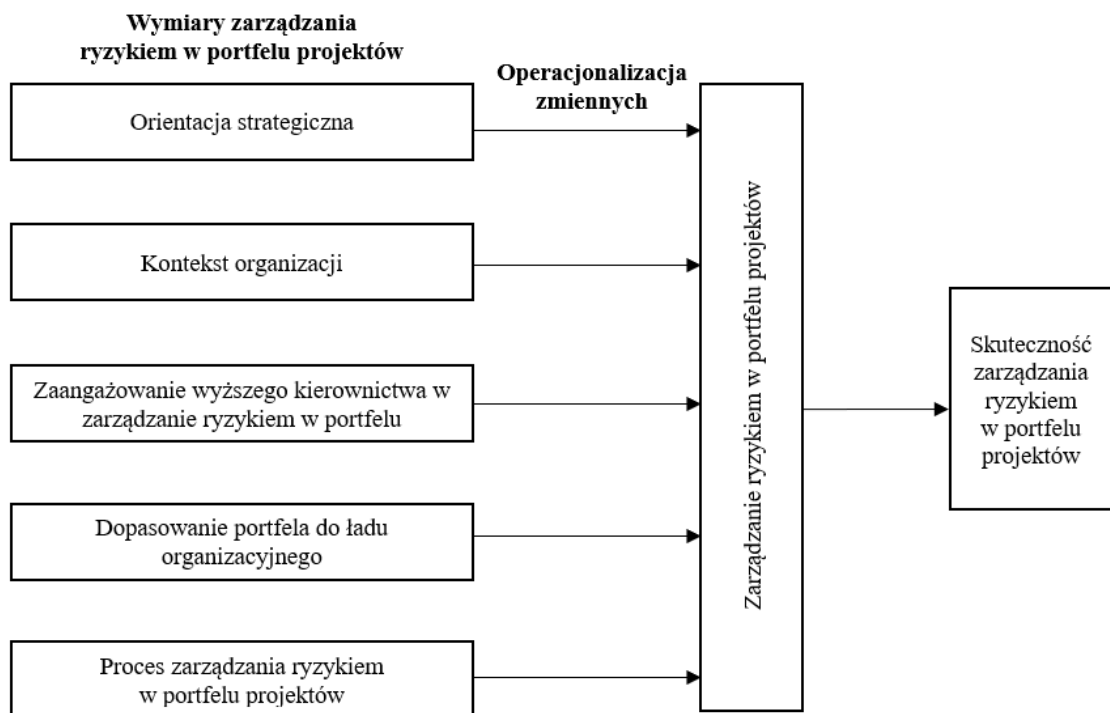 Wymiary zarządzania
ryzykiem w portfelu projektów
Operacjonalizacja
zmiennych
Orientacja strategiczna
Kontekst organizacji
Zaangażowanie wyższego kierownictwa w
zarządzanie ryzykiem w portfelu
Dopasowanie portfela do ładu
organizacyjnego
Proces zarządzania ryzykiem
w portfelu projektów
Zarządzanie ryzykiem w portfelu projektów
Skuteczność
zarządzania
ryzykiem
w portfelu
projektów